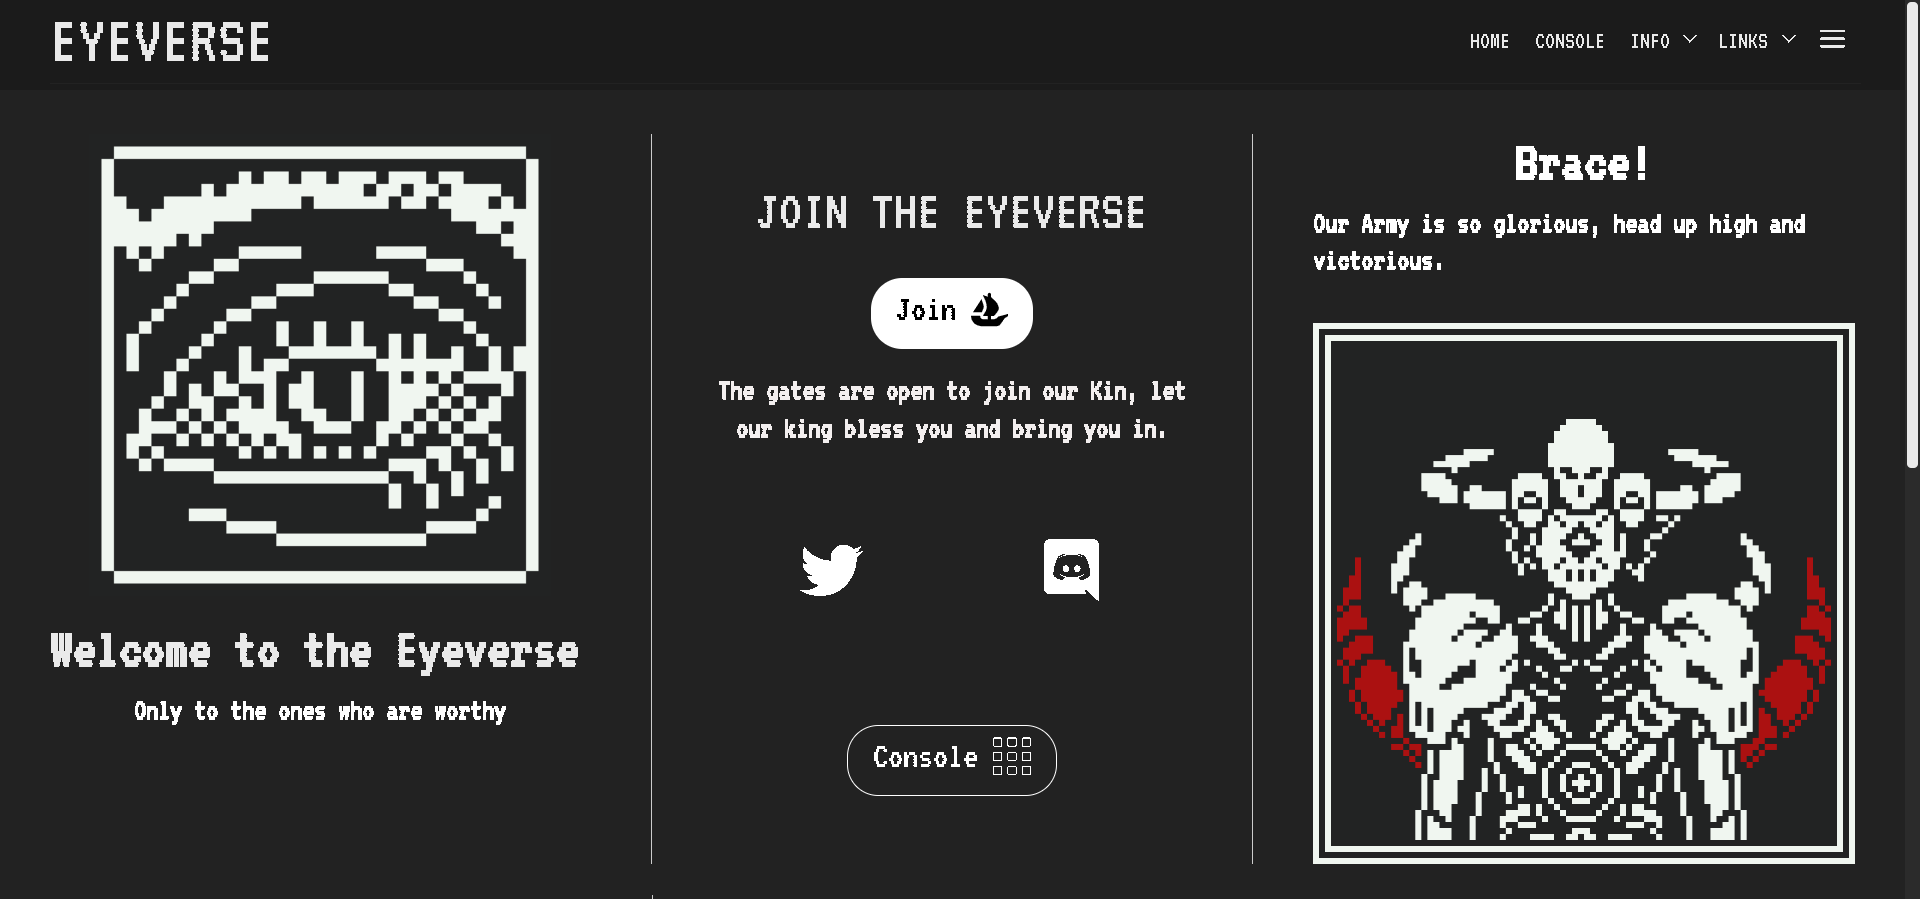 EYEVERSE
HOME
CONSOLE
INFO
LINKS
Welcome to the Eyeverse
Only to the ones who are worthy
JOIN THE EYEVERSE
Join
The gates are open to join our Kin, let
our king bless you and bring you in.
Console
Brace!
Our Army is so glorious, head up high and
victorious.